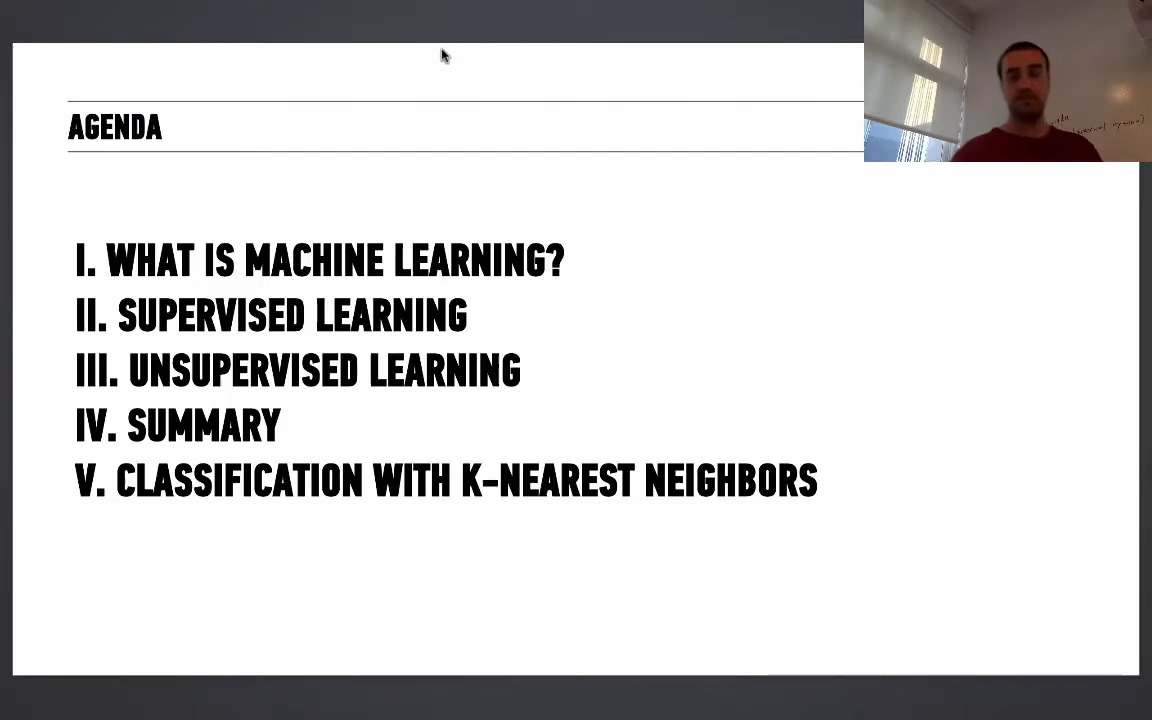 AGENDA
I. WHAT IS MACHINE LEARNING?
II. SUPERVISED LEARNING
III. UNSUPERVISED LEARNING
IV. SUMMARY
V. CLASSIFICATION WITH K-NEAREST NEIGHBORS